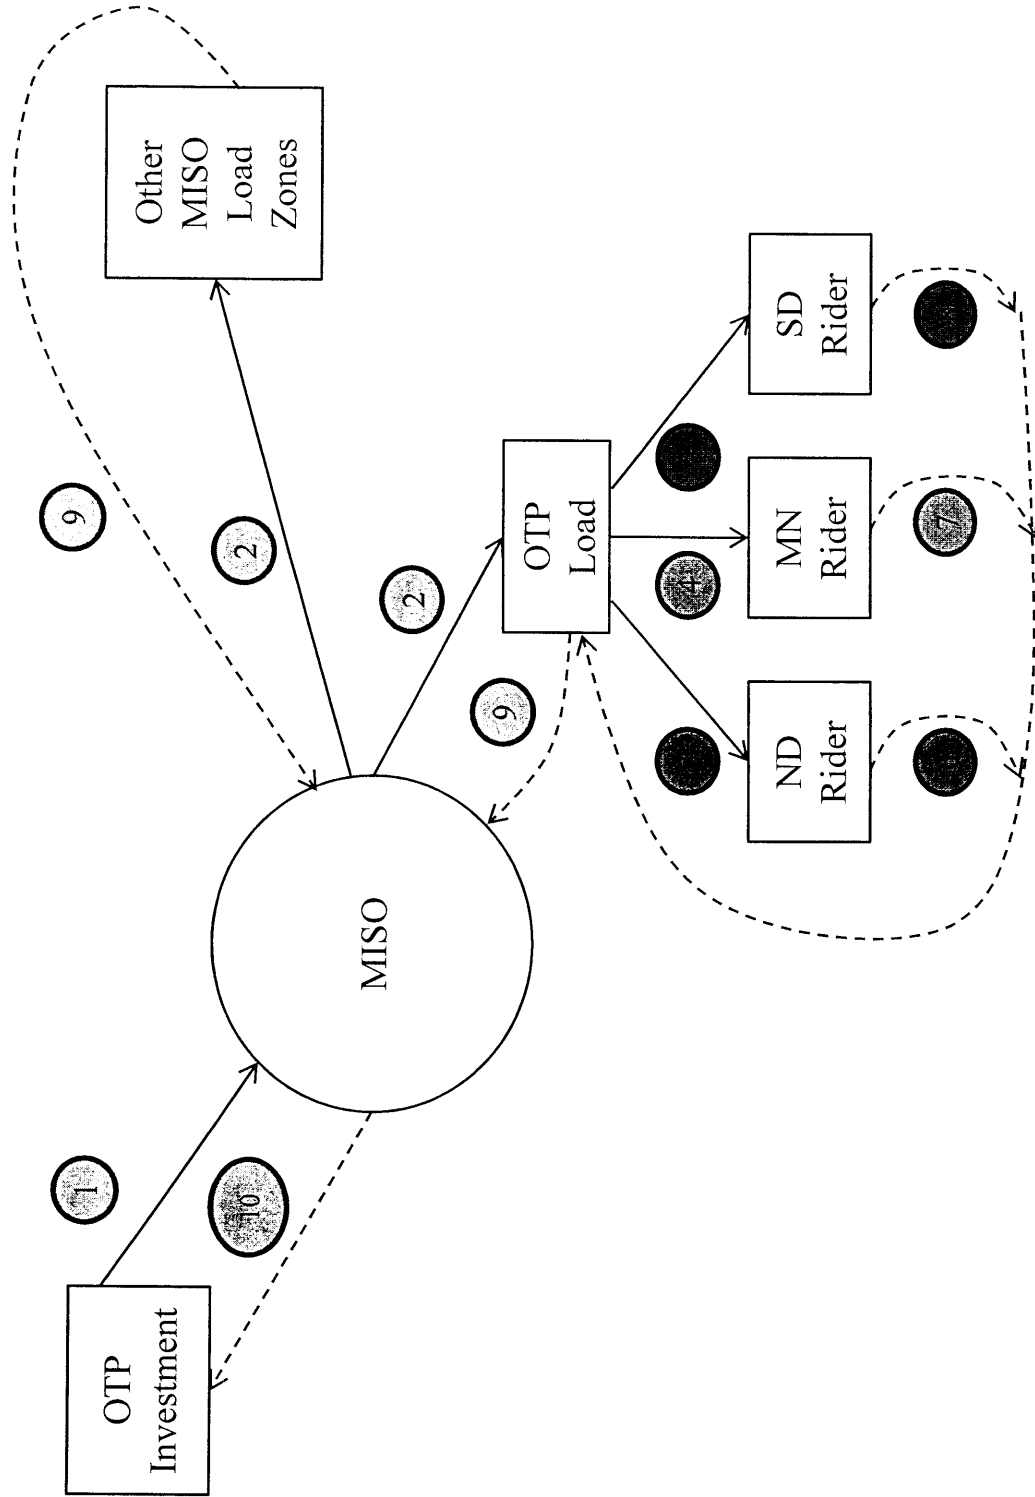 9
1
OTP
Investment
Other
MISO
Load
Zones
10
2
MISO
2
9
OTP
Load
4
ND
Rider
MN
Rider
SD
Rider
7